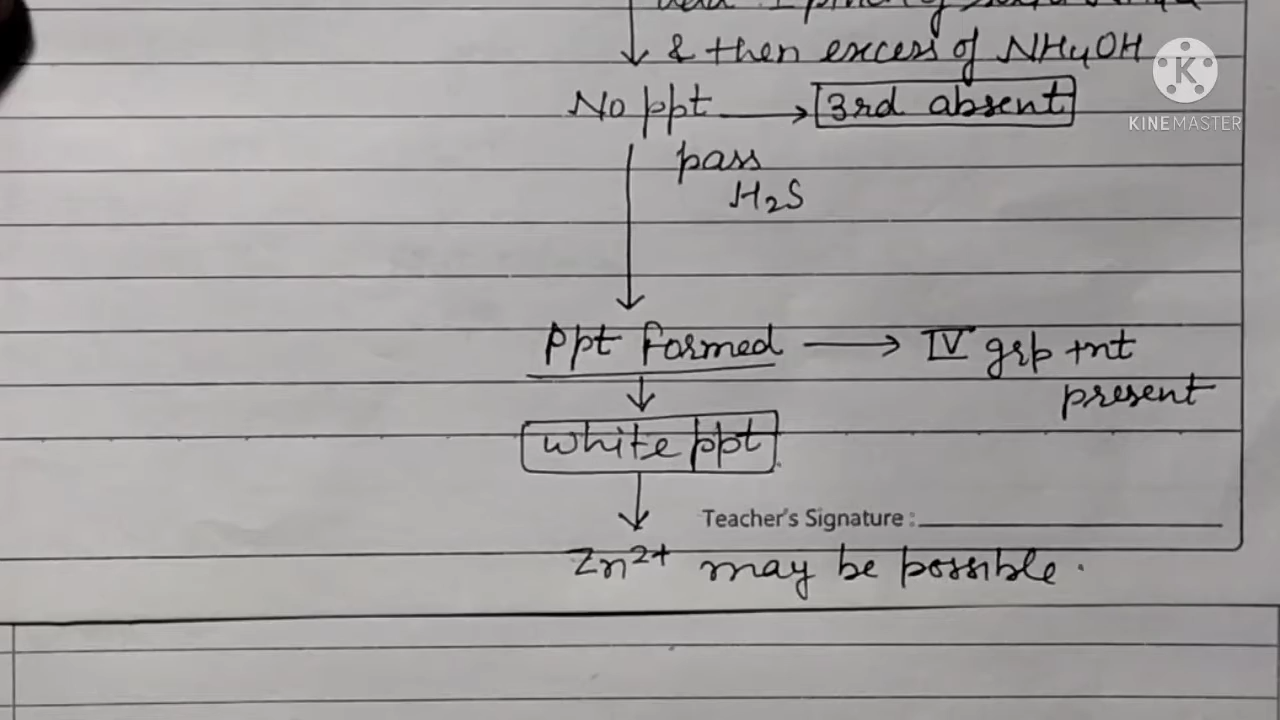 & then excess of NH4OH
No ppt → 3rd absent
pass
H2S
Ppt formed → IV grp +nt
present
white ppt
Teacher's Signature :
Zn2+ may be possible.
KINEMASTER